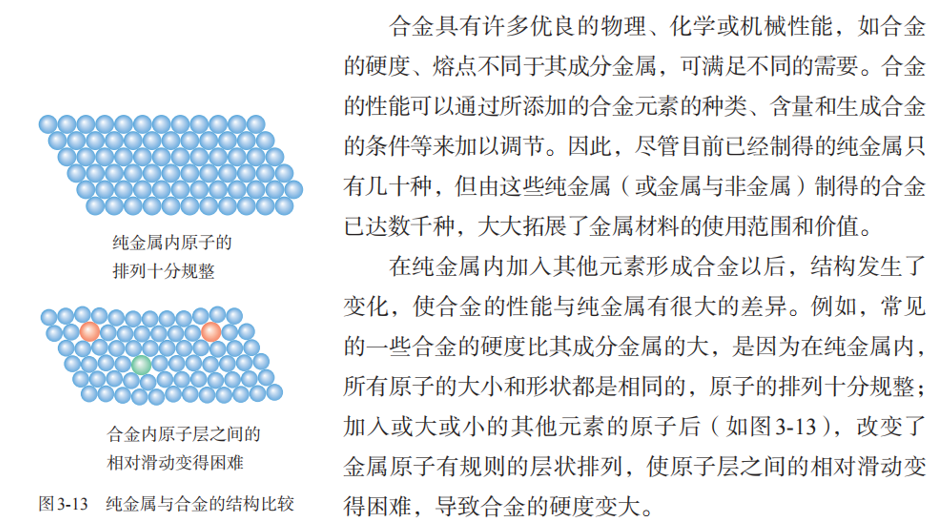 合金具有许多优良的物理、化学或机械性能，如合金
的硬度、熔点不同于其成分金属，可满足不同的需要。合金
的性能可以通过所添加的合金元素的种类、含量和生成合金
的条件等来加以调节。因此，尽管目前已经制得的纯金属只
有几十种，但由这些纯金属（或金属与非金属）制得的合金
已达数千种，大大拓展了金属材料的使用范围和价值。
在纯金属内加入其他元素形成合金以后，结构发生了
变化，使合金的性能与纯金属有很大的差异。例如，常见
的一些合金的硬度比其成分金属的大，是因为在纯金属内，
所有原子的大小和形状都是相同的，原子的排列十分规整；
加入或大或小的其他元素的原子后（如图3-13），改变了
金属原子有规则的层状排列，使原子层之间的相对滑动变
得困难，导致合金的硬度变大。
纯金属内原子的
排列十分规整
合金内原子层之间的
相对滑动变得困难
图3-13 纯金属与合金的结构比较